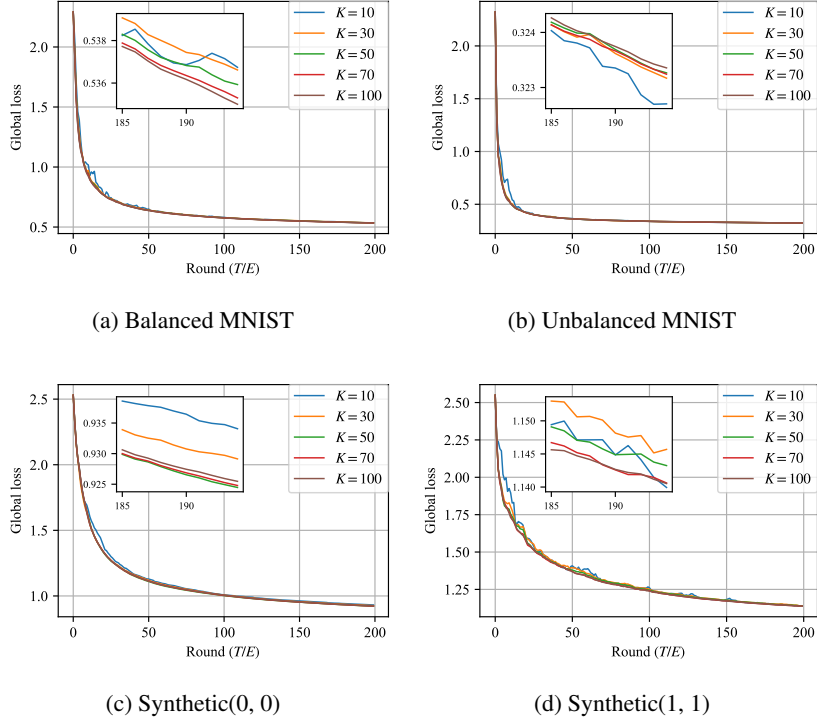 Global loss
2.0
1.5
1.0
0.5
0 50 100 150 200
Round (T/E)
0.538
0.536
185 190
K = 10
K = 30
K = 50
K = 70
K = 100
(a) Balanced MNIST
Global loss
2.0
1.5
1.0
0.5
0 50 100 150 200
Round (T/E)
0.324
0.323
185 190
K = 10
K = 30
K = 50
K = 70
K = 100
(b) Unbalanced MNIST
Global loss
2.5
2.0
1.5
1.0
0 50 100 150 200
Round (T/E)
0.935
0.930
0.925
185 190
K = 10
K = 30
K = 50
K = 70
K = 100
(c) Synthetic(0, 0)
Global loss
2.50
2.25
2.00
1.75
1.50
1.25
0 50 100 150 200
Round (T/E)
1.150
1.145
1.140
185 190
K = 10
K = 30
K = 50
K = 70
K = 100
(d) Synthetic(1, 1)